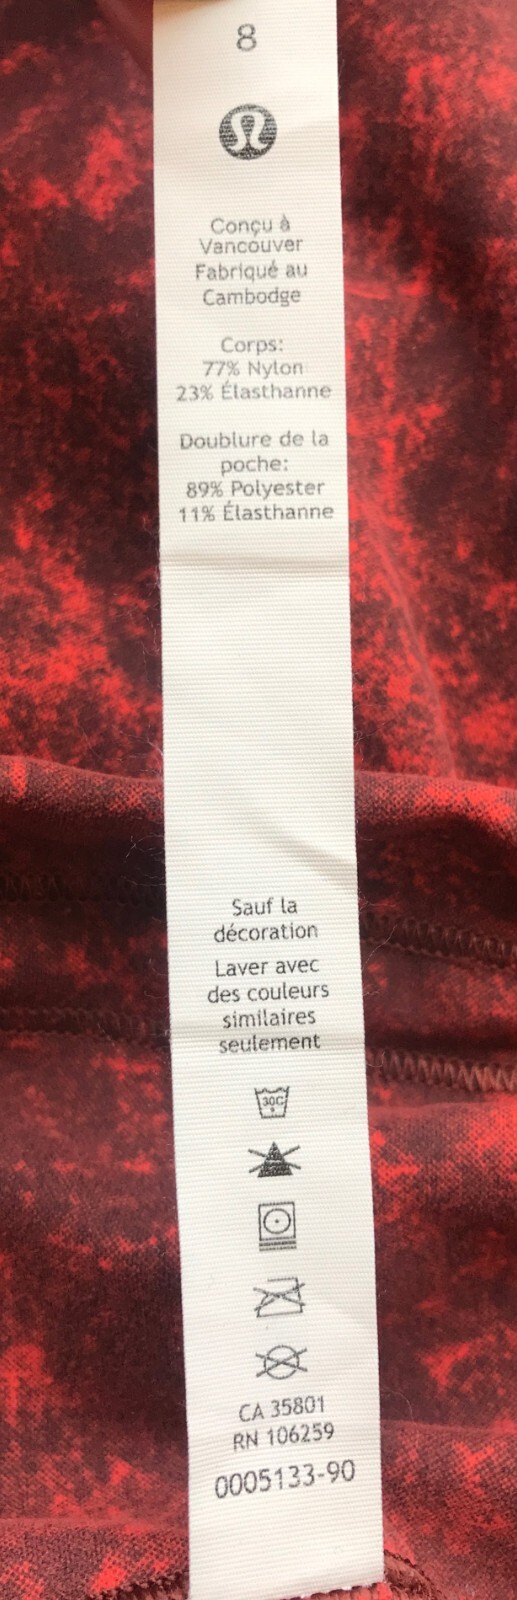 8
Conçu à
Vancouver
Fabriqué au
Cambodge
Corps:
77% Nylon
23% Élasthanne
Doublure de la
poche:
89% Polyester
11% Élasthanne
Sauf la
décoration
Laver avec
des couleurs
similaires
seulement
30C
CA 35801
RN 106259
0005133-90